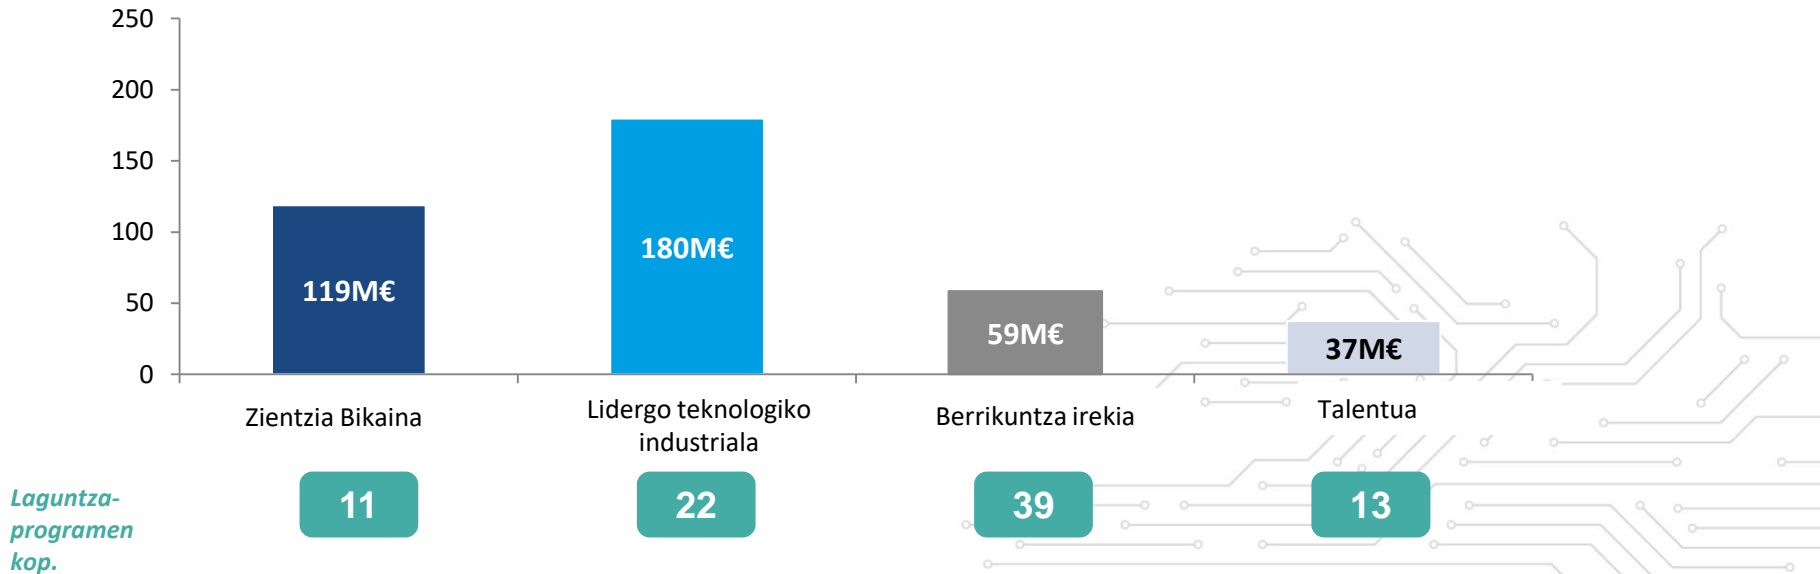 250
200
150
100
50
0
119M€
180M€
59M€
37M€
Zientzia Bikaina
Lidergo teknologiko
industriala
Berrikuntza irekia
Talentua
Laguntza-
programen
kop.
11
22
39
13